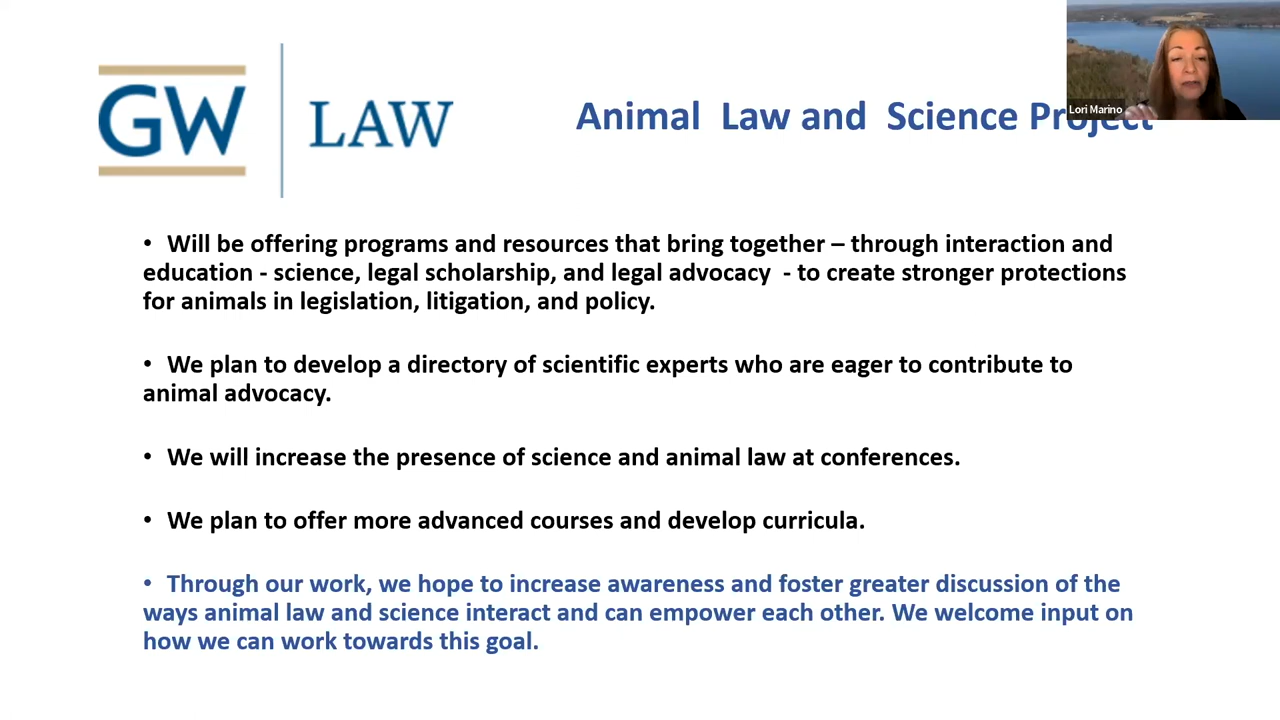 GW LAW
Animal Law and Science Project
Lori Marino
• Will be offering programs and resources that bring together – through interaction and
education - science, legal scholarship, and legal advocacy - to create stronger protections
for animals in legislation, litigation, and policy.
• We plan to develop a directory of scientific experts who are eager to contribute to
animal advocacy.
• We will increase the presence of science and animal law at conferences.
• We plan to offer more advanced courses and develop curricula.
• Through our work, we hope to increase awareness and foster greater discussion of the
ways animal law and science interact and can empower each other. We welcome input on
how we can work towards this goal.